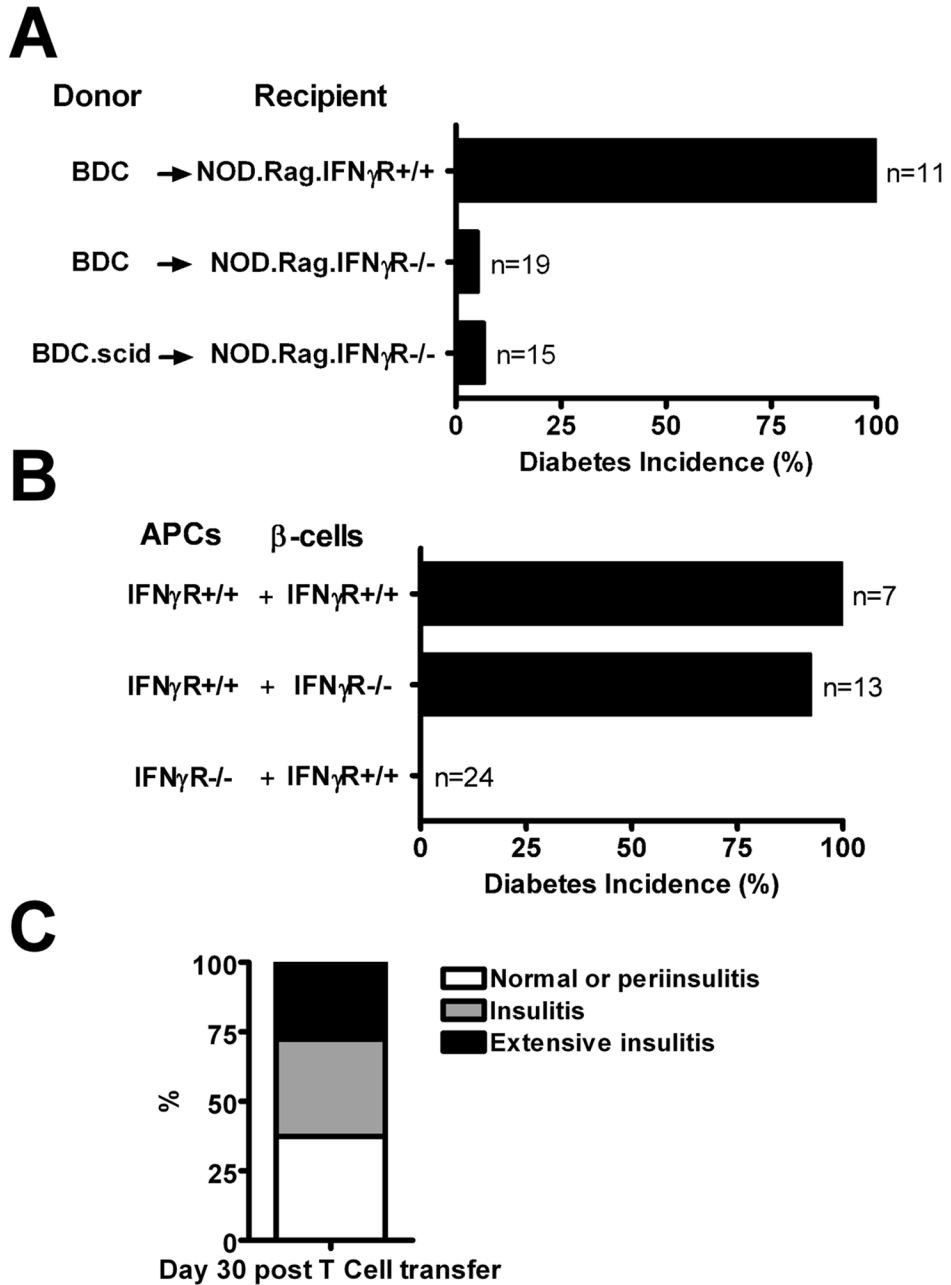 A
Donor Recipient
BDC NOD.Rag.IFNγR+/+ n=11
BDC NOD.Rag.IFNγR-/- n=19
BDC.scid NOD.Rag.IFNγR-/- n=15
0 25 50 75 100
Diabetes Incidence (%)
B
APCs β-cells
IFNγR+/+ + IFNγR+/+ n=7
IFNγR+/+ + IFNγR-/- n=13
IFNγR-/- + IFNγR+/+ n=24
0 25 50 75 100
Diabetes Incidence (%)
C
100
75
50
25
0
%
Normal or periinsulitis
Insulitis
Extensive insulitis
Day 30 post T Cell transfer